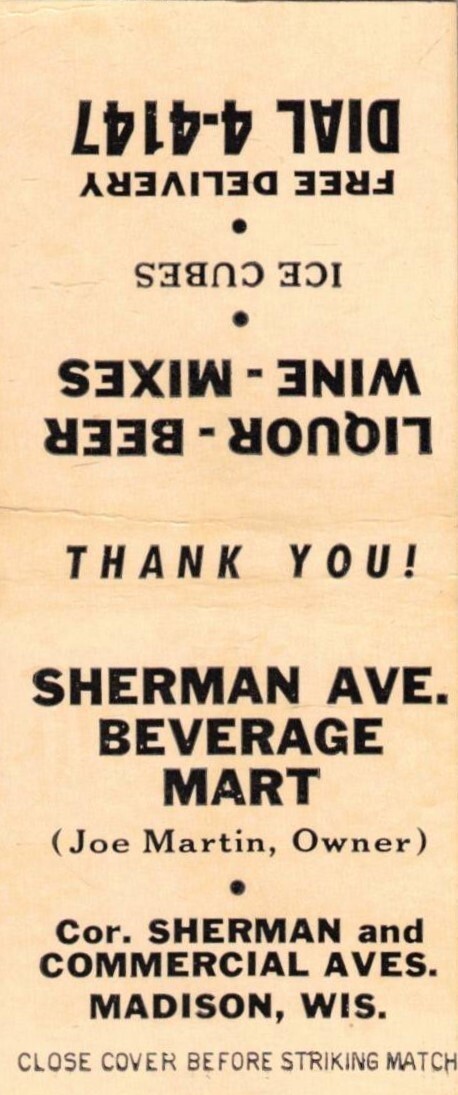 LIQUOR - BEER
WINE - MIXES
•
ICE CUBES
•
FREE DELIVERY
DIAL 4-4147
THANK YOU!
SHERMAN AVE.
BEVERAGE
MART
(Joe Martin, Owner)
•
Cor. SHERMAN and
COMMERCIAL AVES.
MADISON, WIS.
CLOSE COVER BEFORE STRIKING MATCH